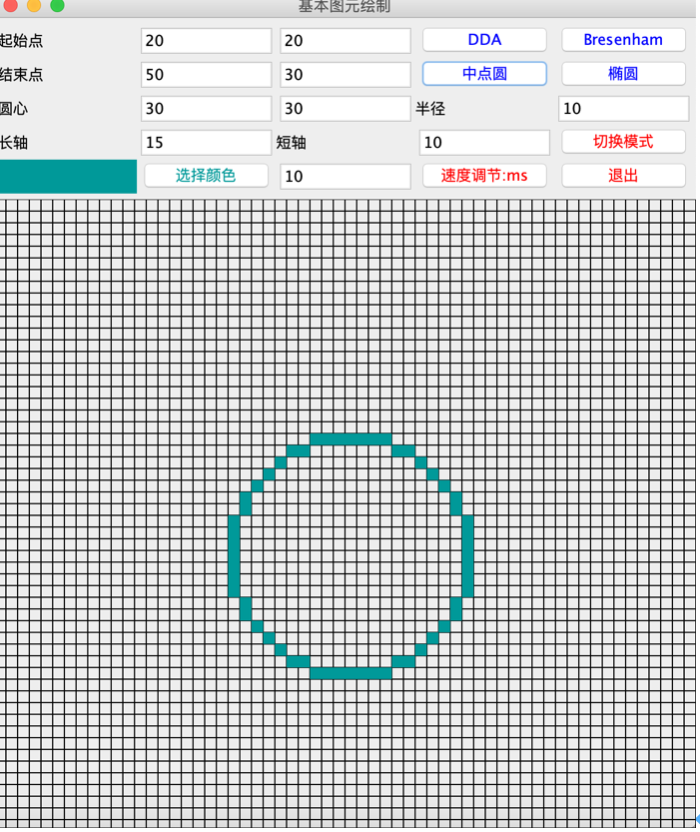 基本图元绘制
起始点 20 20 DDA Bresenham
结束点 50 30 中点圆 椭圆
圆心 30 30 半径 10
长轴 15 短轴 10 切换模式
选择颜色 10 速度调节:ms 退出